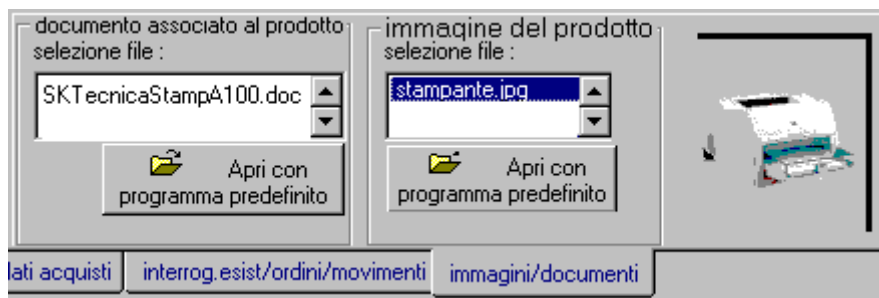 documento associato al prodotto
selezione file :
SKTecnicaStampA100.doc
Apri con
programma predefinito
immagine del prodotto
selezione file :
stampante.jpg
Apri con
programma predefinito
dati acquisti
interrog.esist/ordini/movimenti
immagini/documenti